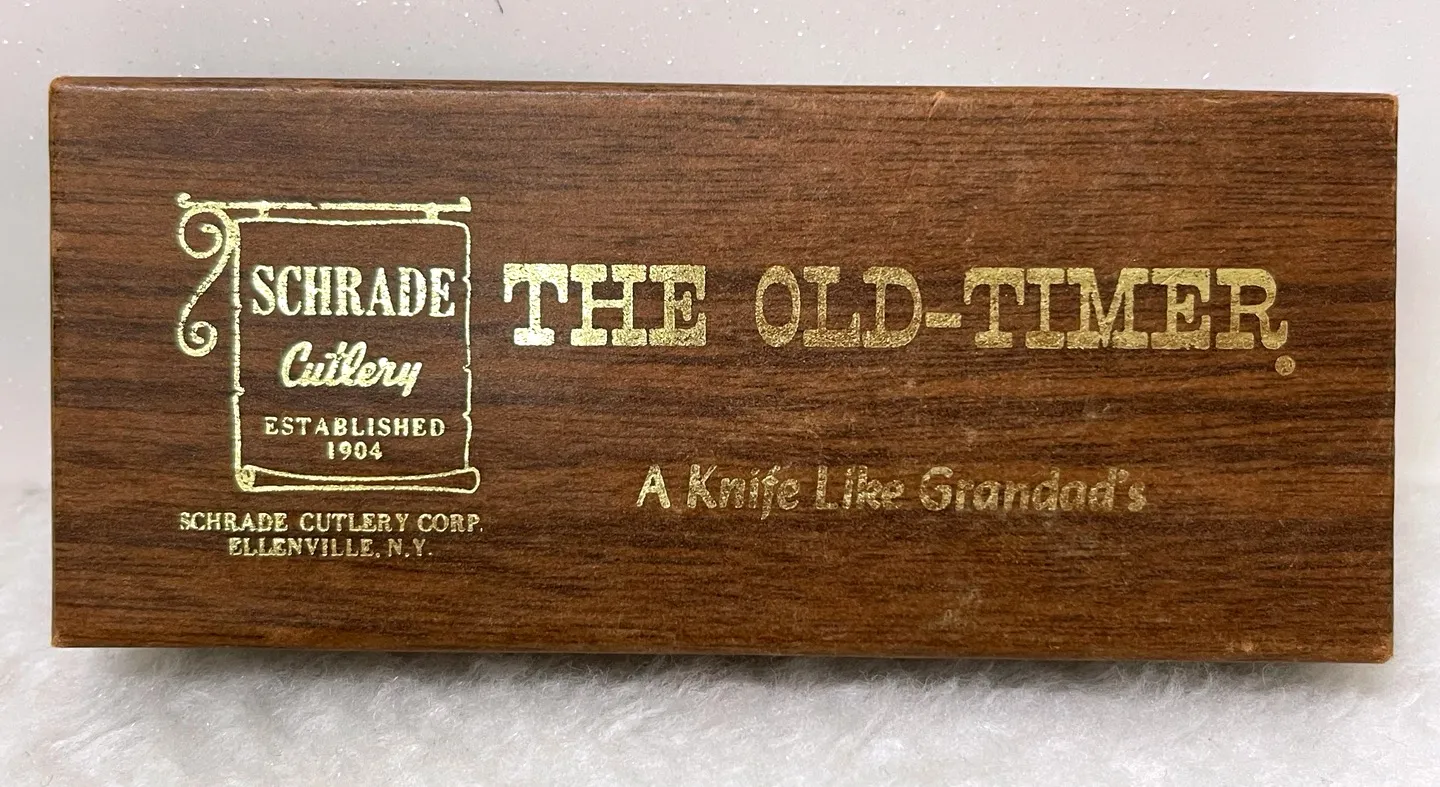 SCHRADE
Cutlery
ESTABLISHED
1904
SCHRADE CUTLERY CORP.
ELLENVILLE, N.Y.
THE OLD-TIMER®
A Knife Like Grandad's